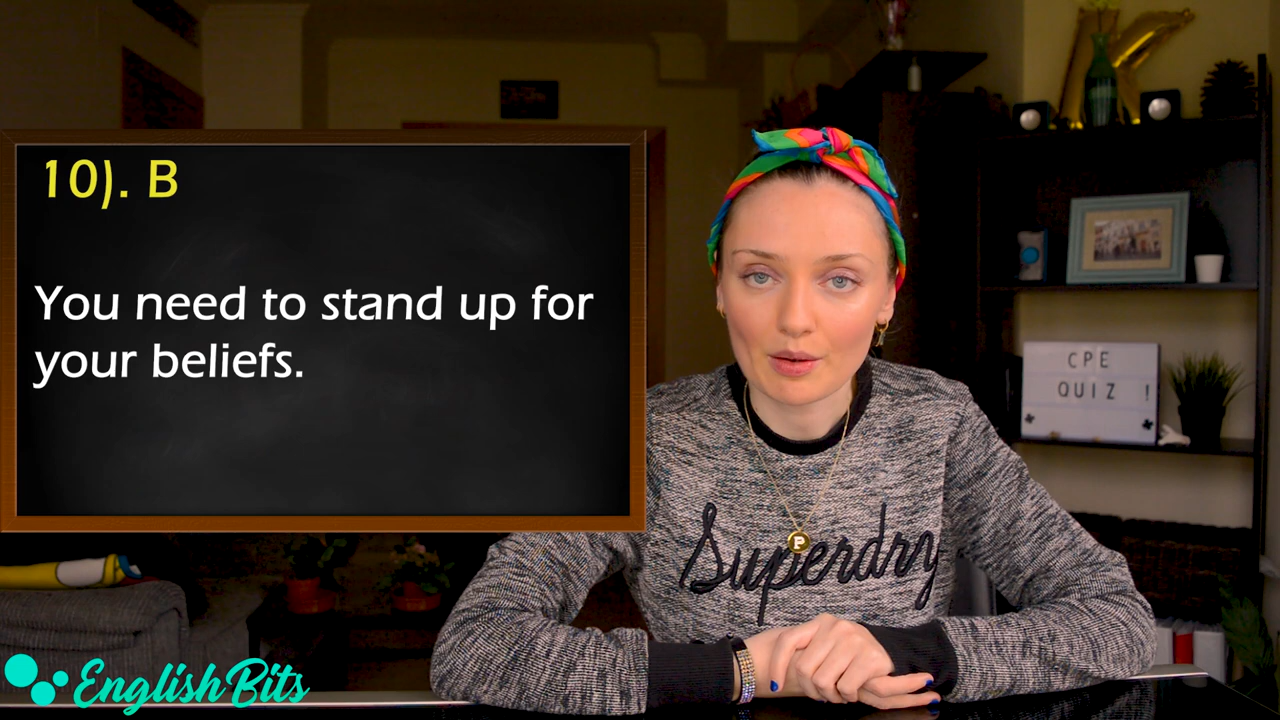 10). B
You need to stand up for
your beliefs.
CPE
QUIZ !
Superdry
P
EnglishBits